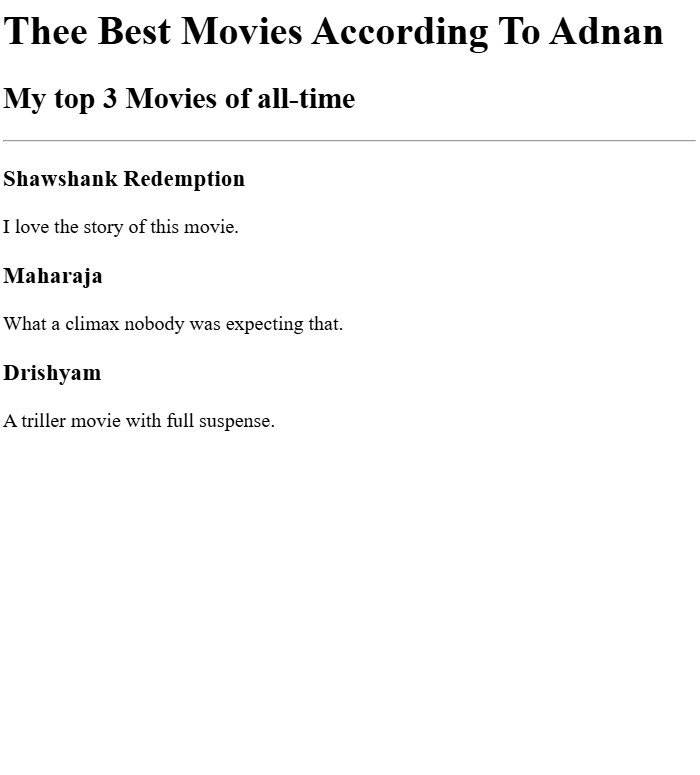 Thee Best Movies According To Adnan
My top 3 Movies of all-time
Shawshank Redemption
I love the story of this movie.
Maharaja
What a climax nobody was expecting that.
Drishyam
A triller movie with full suspense.